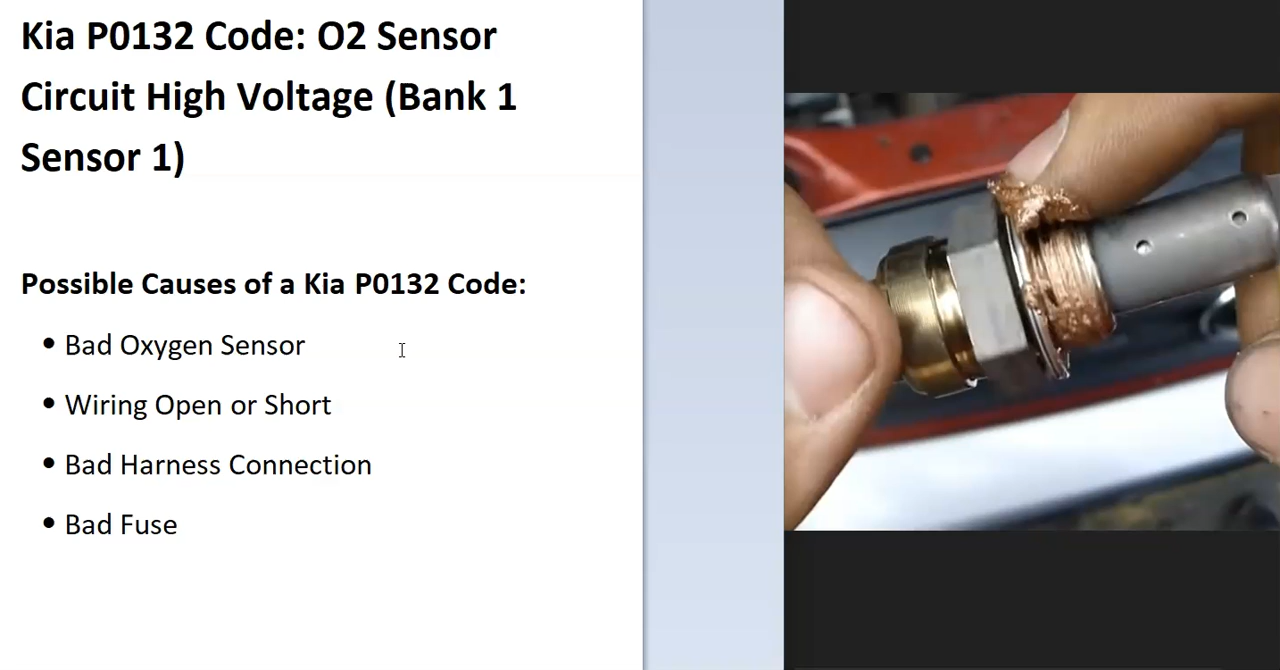 Kia P0132 Code: O2 Sensor
Circuit High Voltage (Bank 1
Sensor 1)
Possible Causes of a Kia P0132 Code:
• Bad Oxygen Sensor
• Wiring Open or Short
• Bad Harness Connection
• Bad Fuse